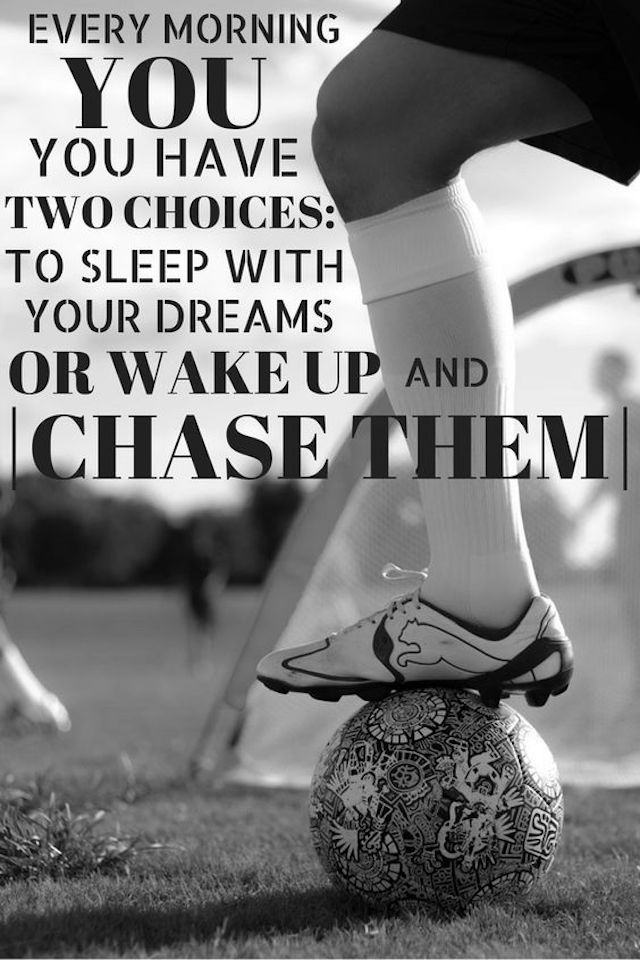 EVERY MORNING
YOU
YOU HAVE
TWO CHOICES:
TO SLEEP WITH
YOUR DREAMS
OR WAKE UP AND
|CHASE THEM|